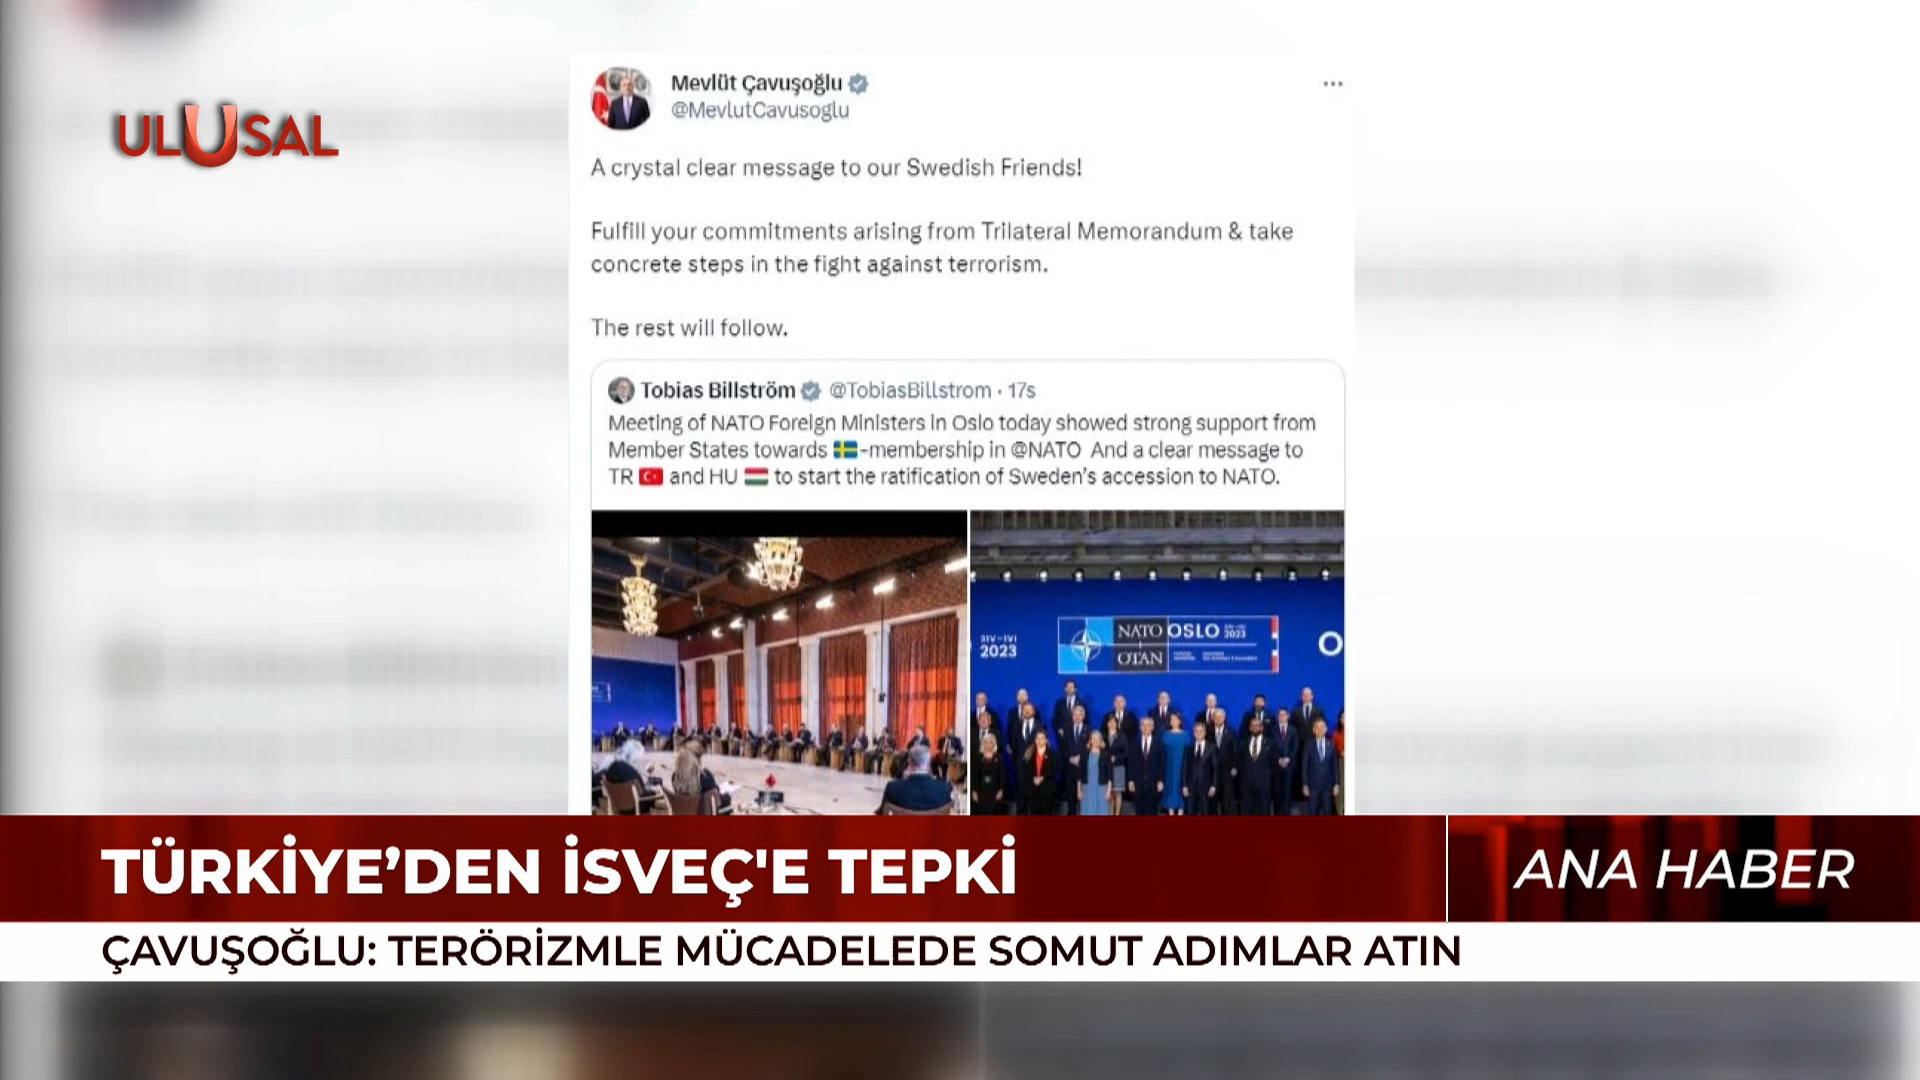 ULUSAL
Mevlüt Çavuşoğlu
@MevlutCavusoglu
A crystal clear message to our Swedish Friends!
Fulfill your commitments arising from Trilateral Memorandum & take
concrete steps in the fight against terrorism.
The rest will follow.
Tobias Billström @TobiasBillstrom · 17s
Meeting of NATO Foreign Ministers in Oslo today showed strong support from
Member States towards 🇸🇪-membership in @NATO And a clear message to
TR 🇹🇷 and HU 🇭🇺 to start the ratification of Sweden’s accession to NATO.
2023
NATO OSLO 2023
OTAN
O
TÜRKİYE’DEN İSVEÇ'E TEPKİ
ANA HABER
ÇAVUŞOĞLU: TERÖRİZMLE MÜCADELEDE SOMUT ADIMLAR ATIN